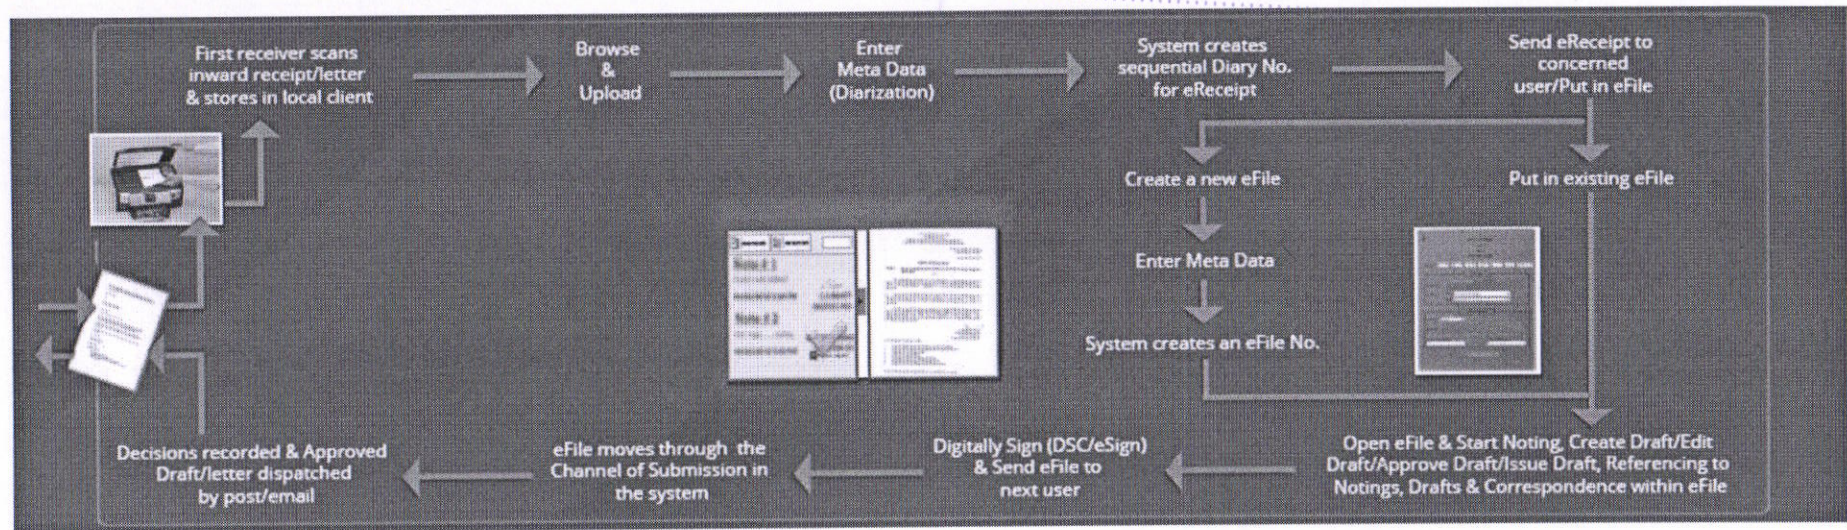 First receiver scans
inward receipt/letter
& stores in local client
Browse
&
Upload
Enter
Meta Data
(Diarization)
System creates
sequential Diary No.
for eReceipt
Send eReceipt to
concerned
user/Put in eFile
Create a new eFile
Put in existing eFile
Enter Meta Data
System creates an eFile No.
Note # 1
Decisions recorded & Approved
Draft/letter dispatched
by post/email
eFile moves through the
Channel of Submission in
the system
Digitally Sign (DSC/eSign)
& Send eFile to
next user
Open eFile & Start Noting, Create Draft/Edit
Draft/Approve Draft/Issue Draft, Referencing to
Notings, Drafts & Correspondence within eFile